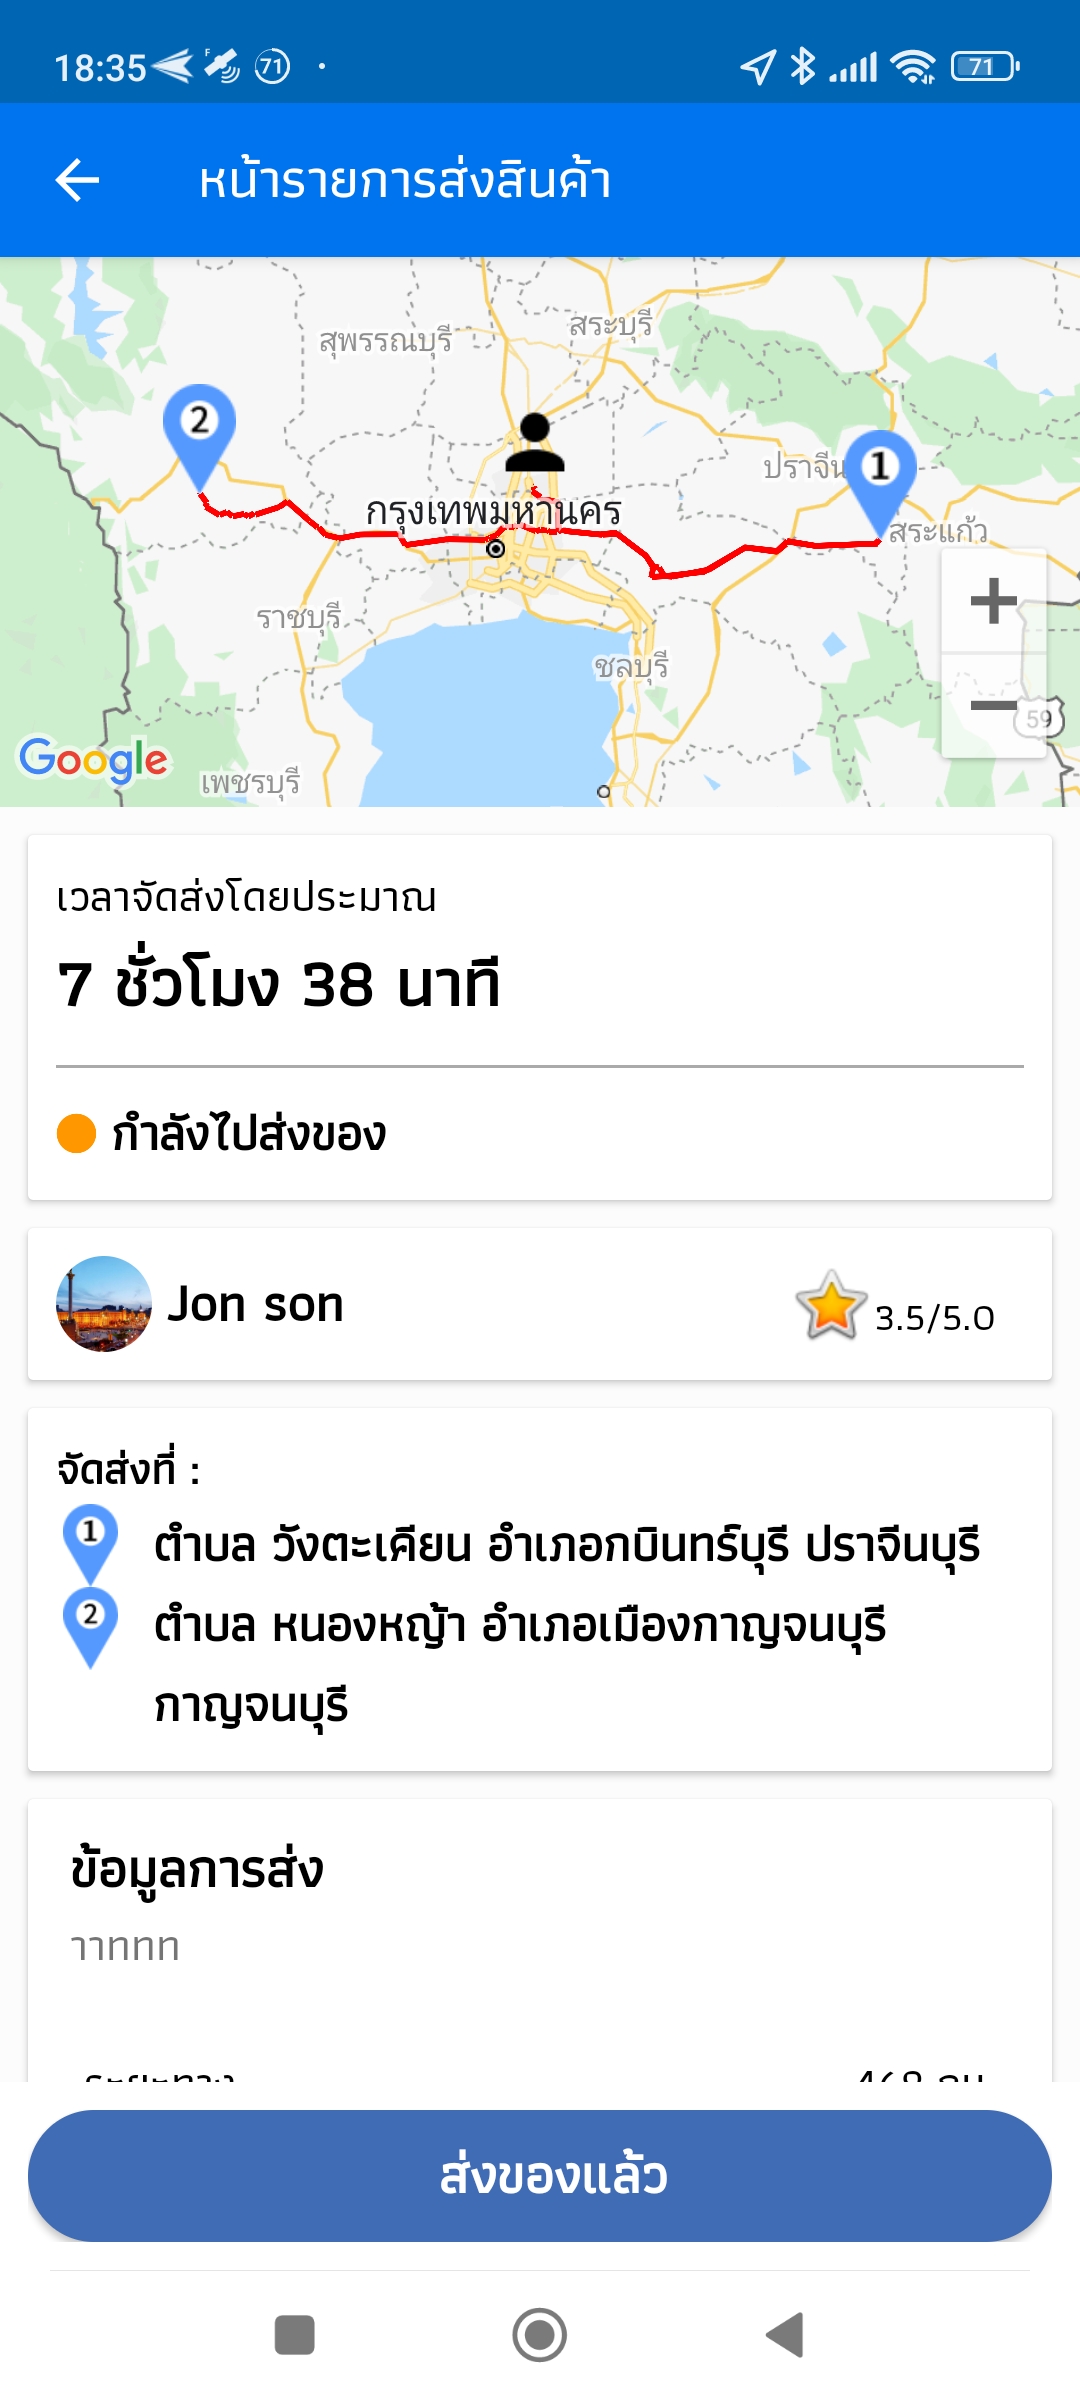 18:35
71
71
หน้ารายการส่งสินค้า
สุพรรณบุรี
สระบุรี
2
1
กรุงเทพมหานคร
สระแก้ว
ราชบุรี
ชลบุรี
+
−
59
Google
เพชรบุรี
เวลาจัดส่งโดยประมาณ
7 ชั่วโมง 38 นาที
กำลังไปส่งของ
Jon son
3.5/5.0
จัดส่งที่ :
1 ตำบล วังตะเคียน อำเภอกบินทร์บุรี ปราจีนบุรี
2 ตำบล หนองหญ้า อำเภอเมืองกาญจนบุรี
กาญจนบุรี
ข้อมูลการส่ง
าาททท
ส่งของแล้ว